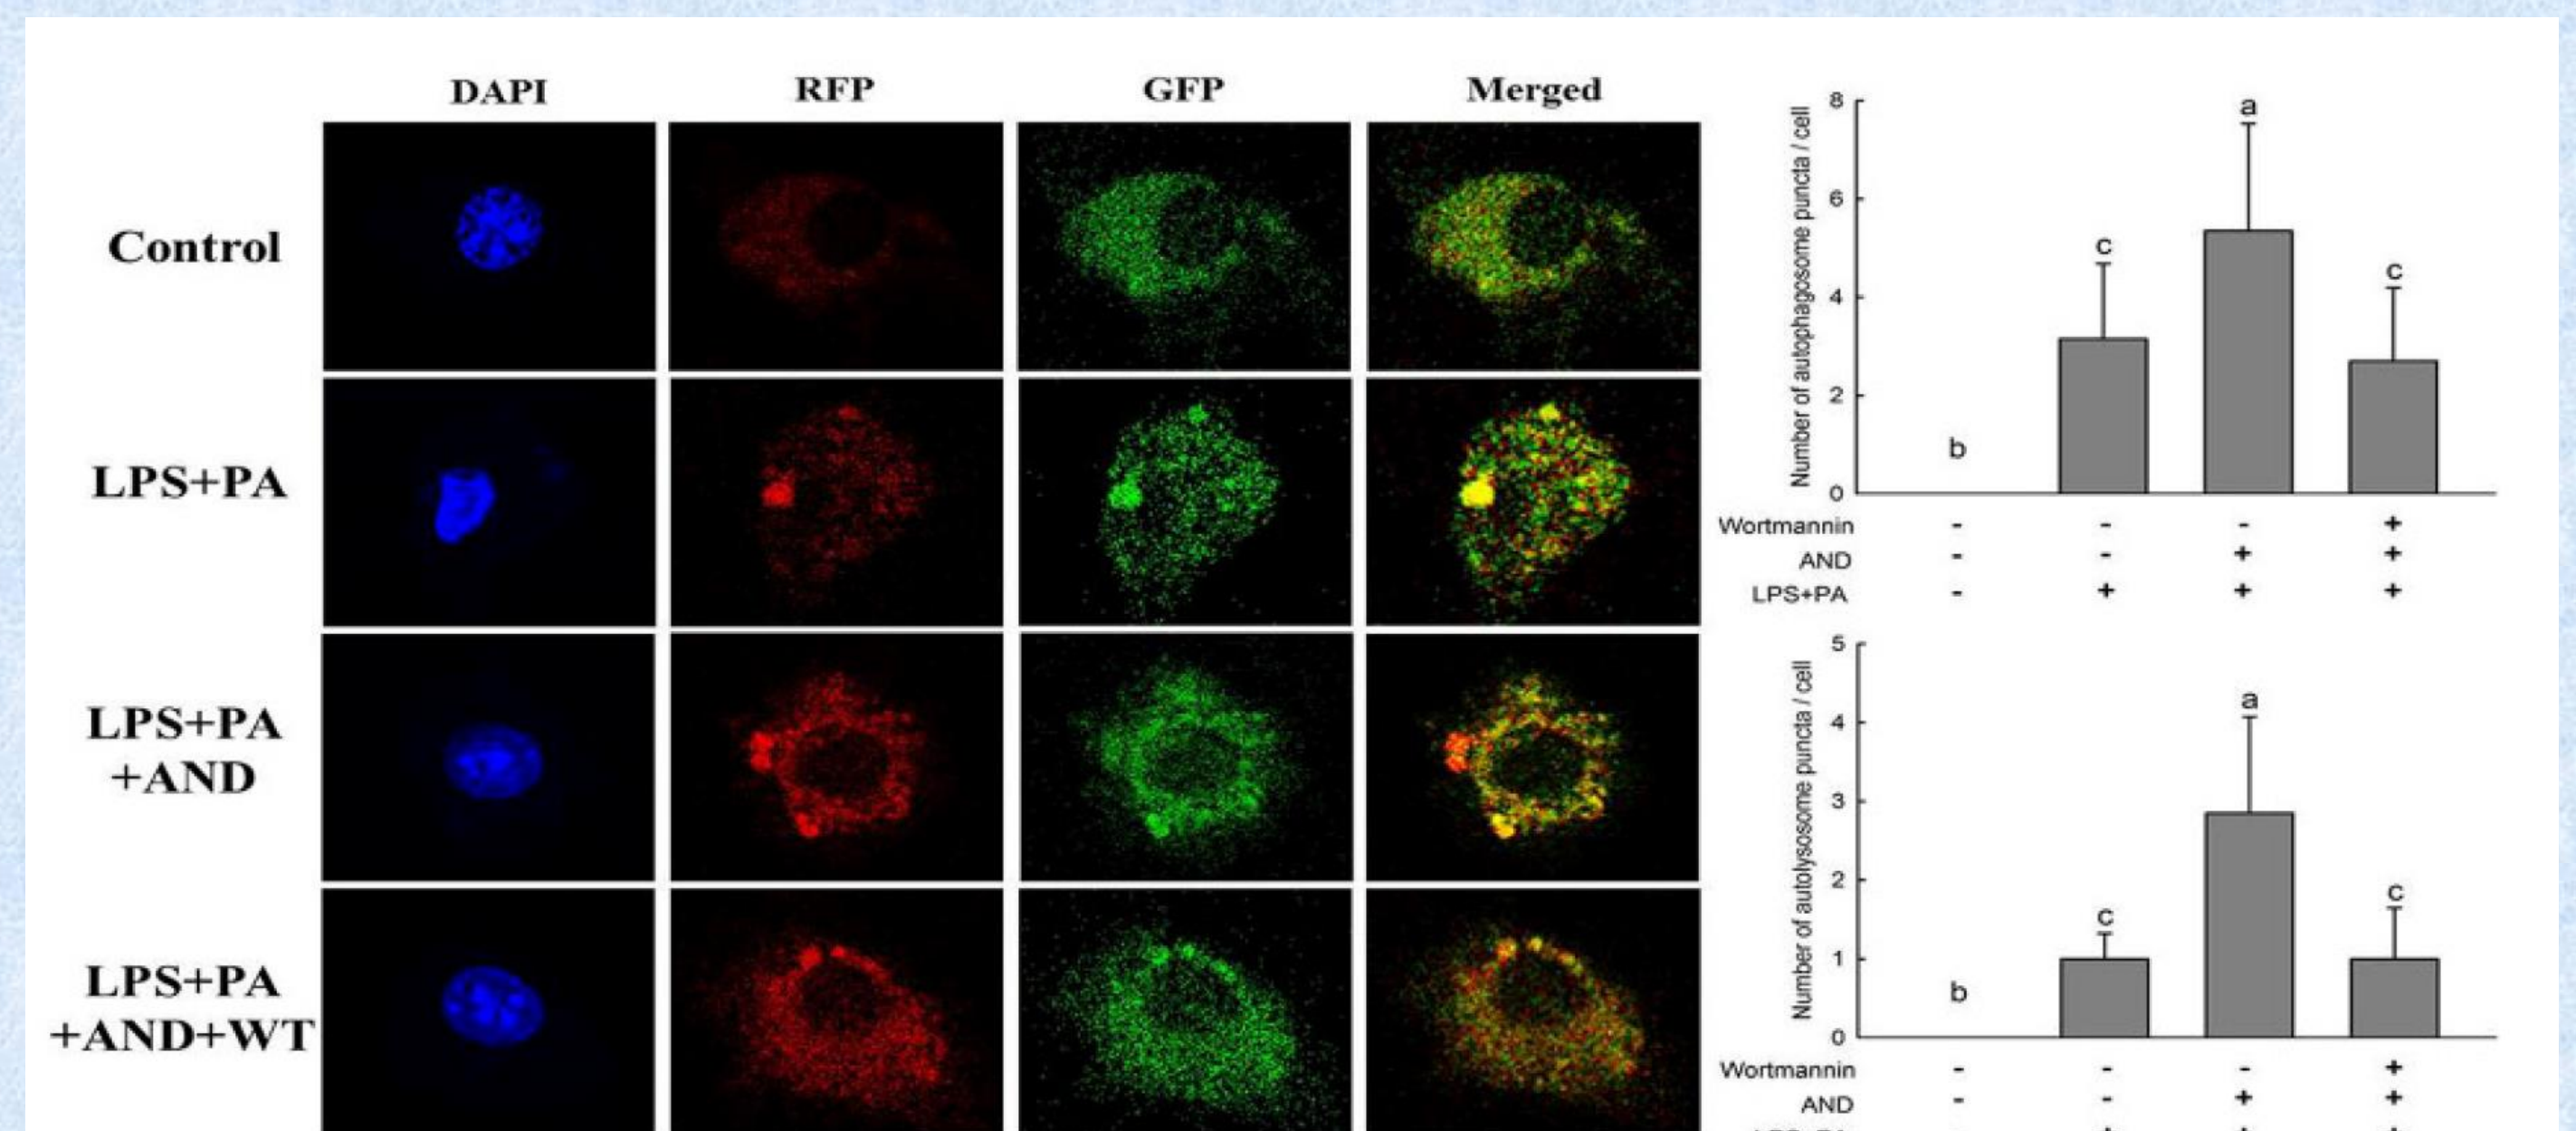 DAPI RFP GFP Merged
Control
LPS+PA
LPS+PA
+AND
LPS+PA
+AND+WT
Number of autophagosome puncta / cell
8
6
4
2
0
b c a c
Wortmannin - - - +
AND - - + +
LPS+PA - + + +
Number of autolysosome puncta / cell
5
4
3
2
1
0
b c a c
Wortmannin - - - +
AND - - + +